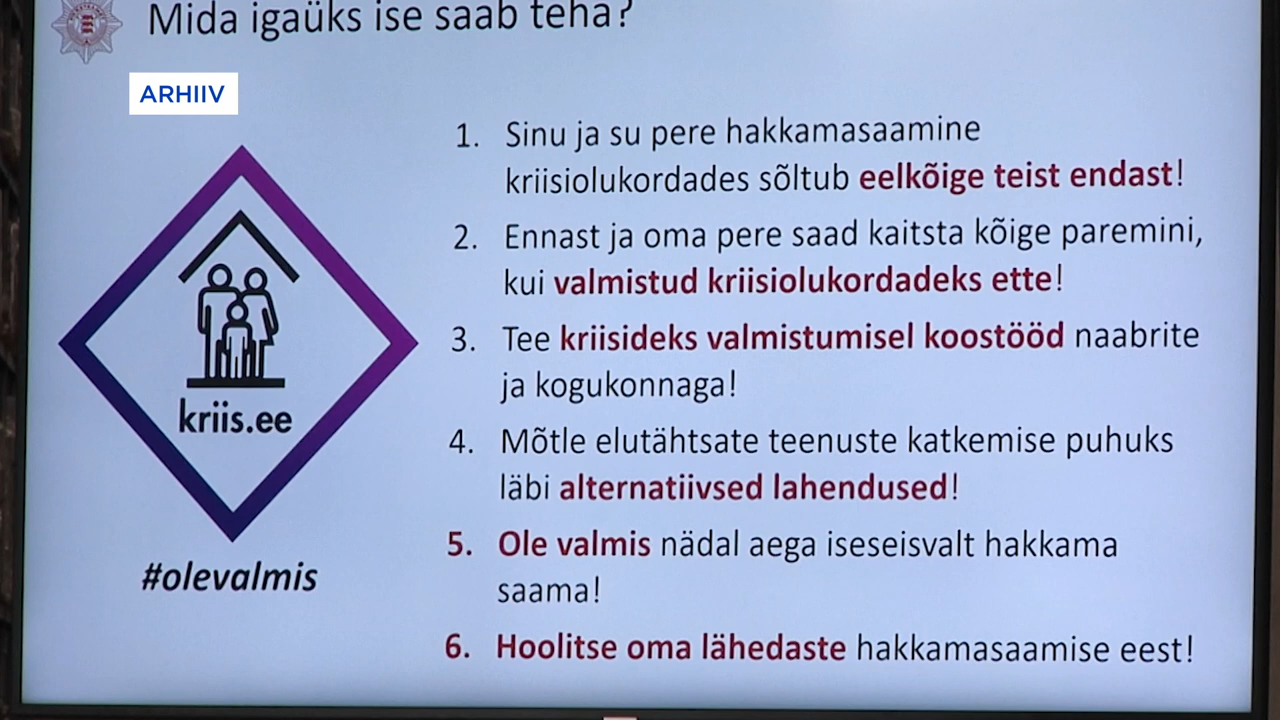 Mida igaüks ise saab teha?
ARHIIV
1. Sinu ja su pere hakkamasaamine
kriisiolukordades sõltub eelkõige teist endast!
2. Ennast ja oma pere saad kaitsta kõige paremini,
kui valmistud kriisiolukordadeks ette!
3. Tee kriisideks valmistumisel koostööd naabrite
ja kogukonnaga!
4. Mõtle elutähtsate teenuste katkemise puhuks
läbi alternatiivsed lahendused!
5. Ole valmis nädal aega iseseisvalt hakkama
saama!
6. Hoolitse oma lähedaste hakkamasaamise eest!
kriis.ee
#olevalmis